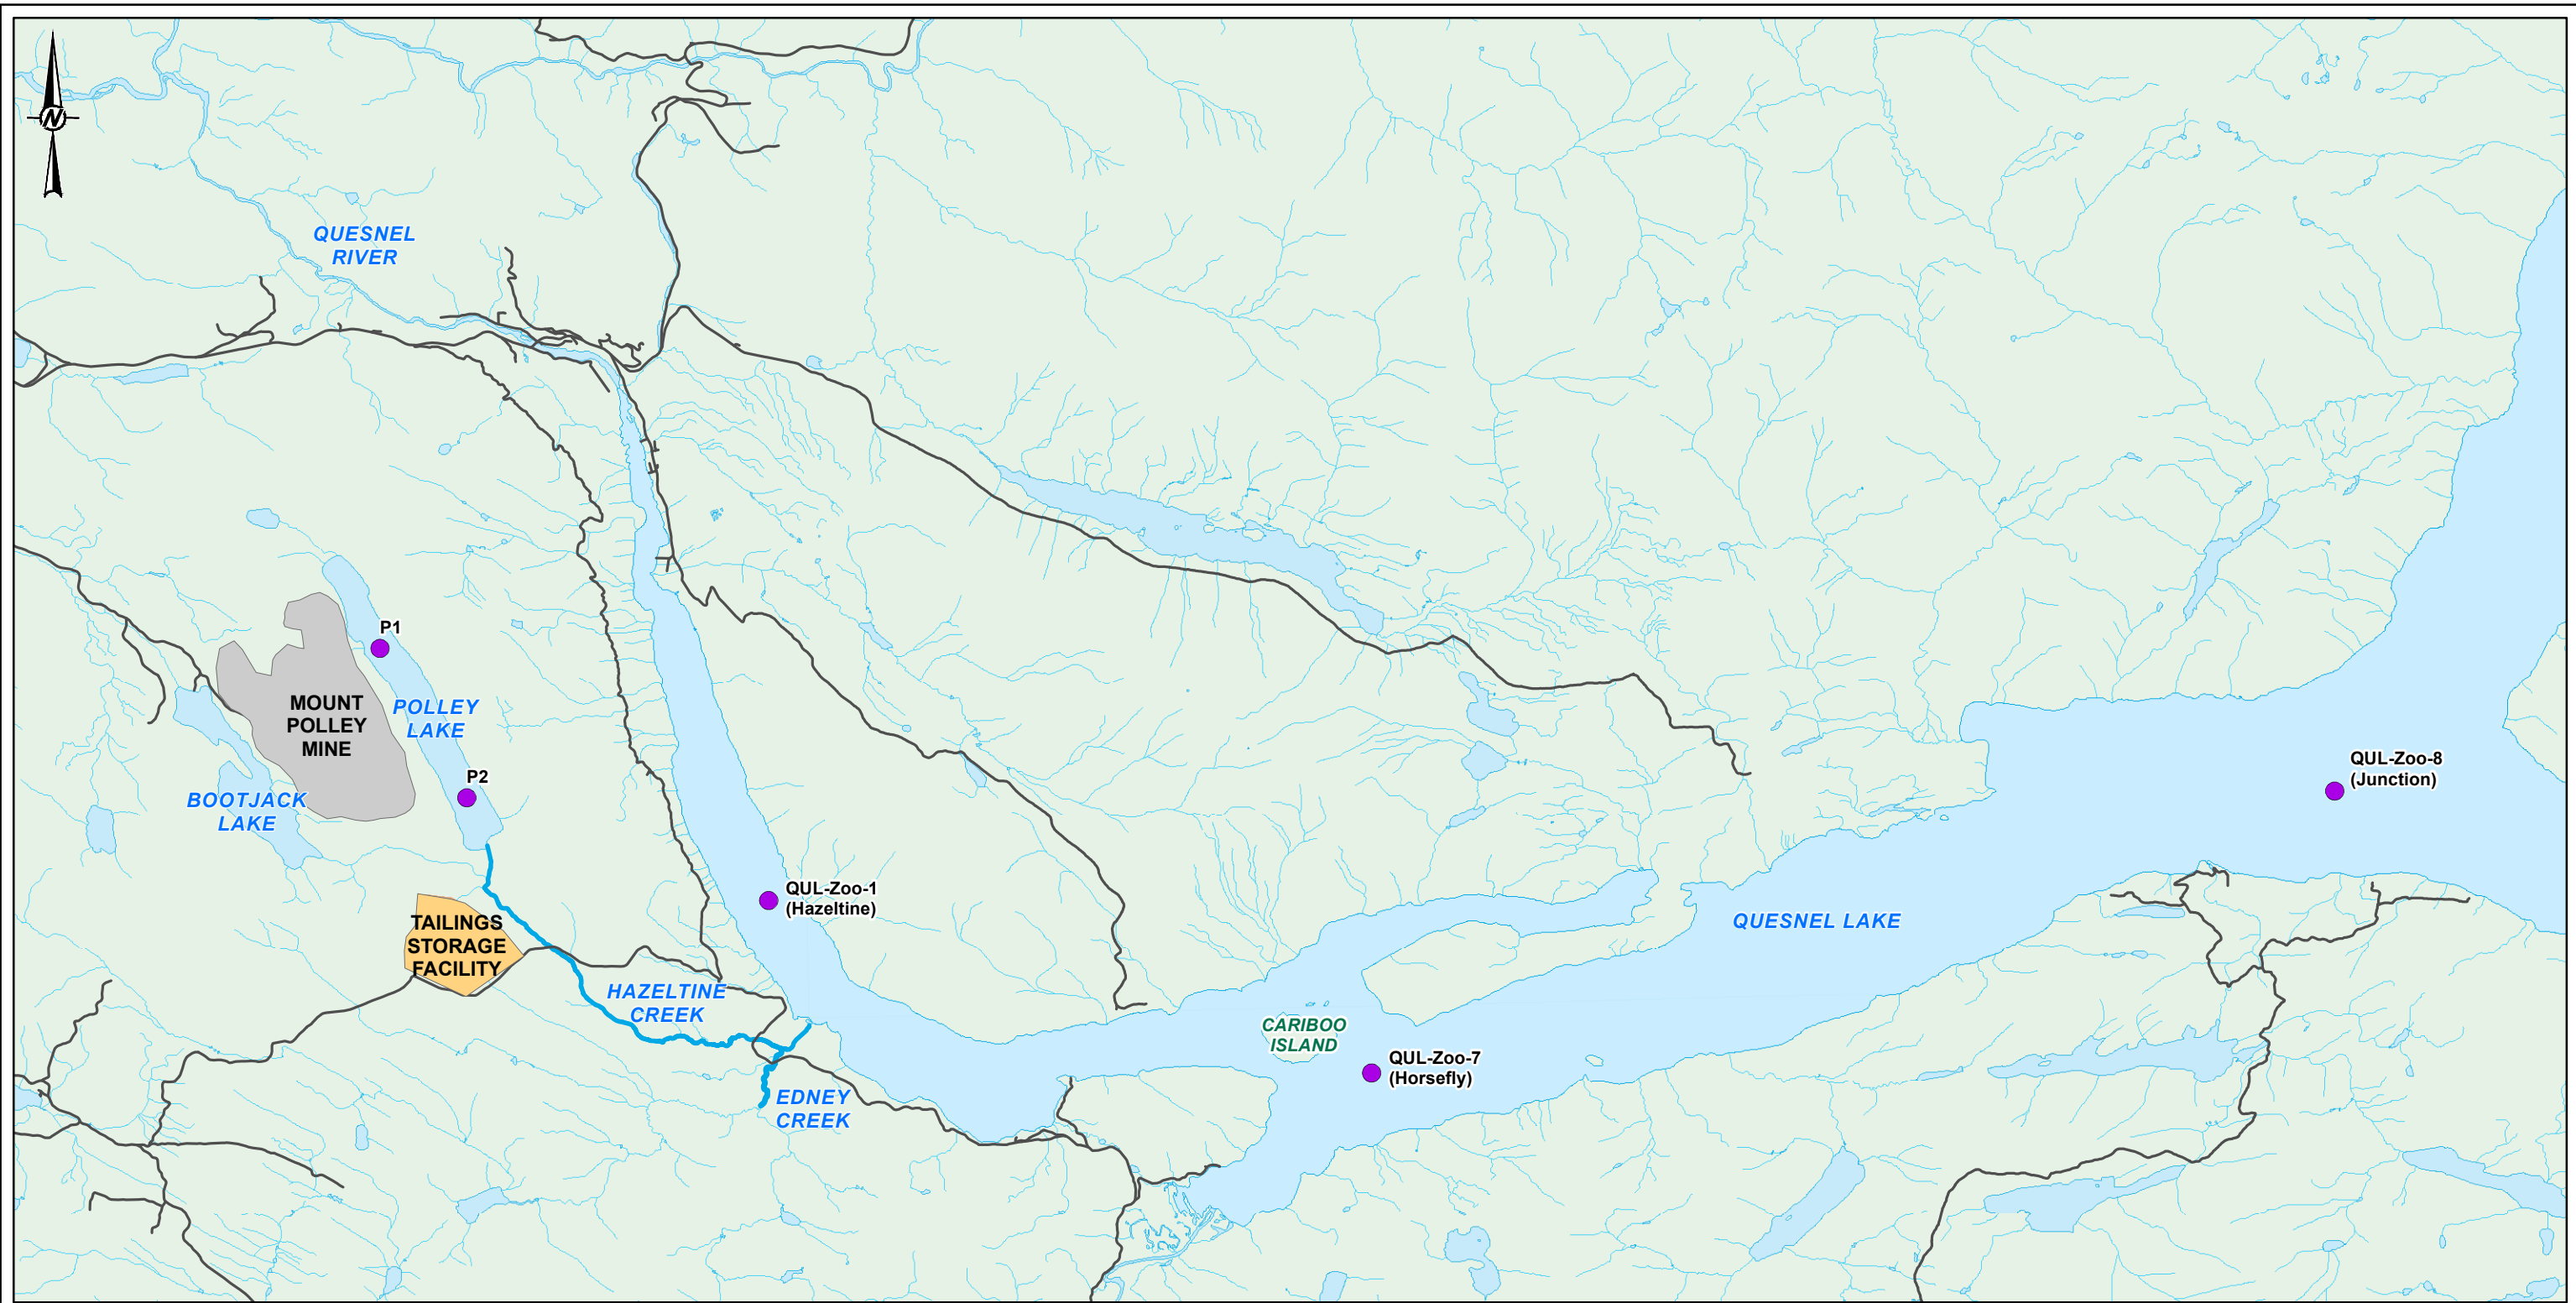 N
QUESNEL
RIVER
P1
MOUNT
POLLEY
MINE
POLLEY
LAKE
P2
BOOTJACK
LAKE
QUL-Zoo-8
(Junction)
QUL-Zoo-1
(Hazeltine)
TAILINGS
STORAGE
FACILITY
QUESNEL LAKE
HAZELTINE
CREEK
CARIBOO
ISLAND
QUL-Zoo-7
(Horsefly)
EDNEY
CREEK